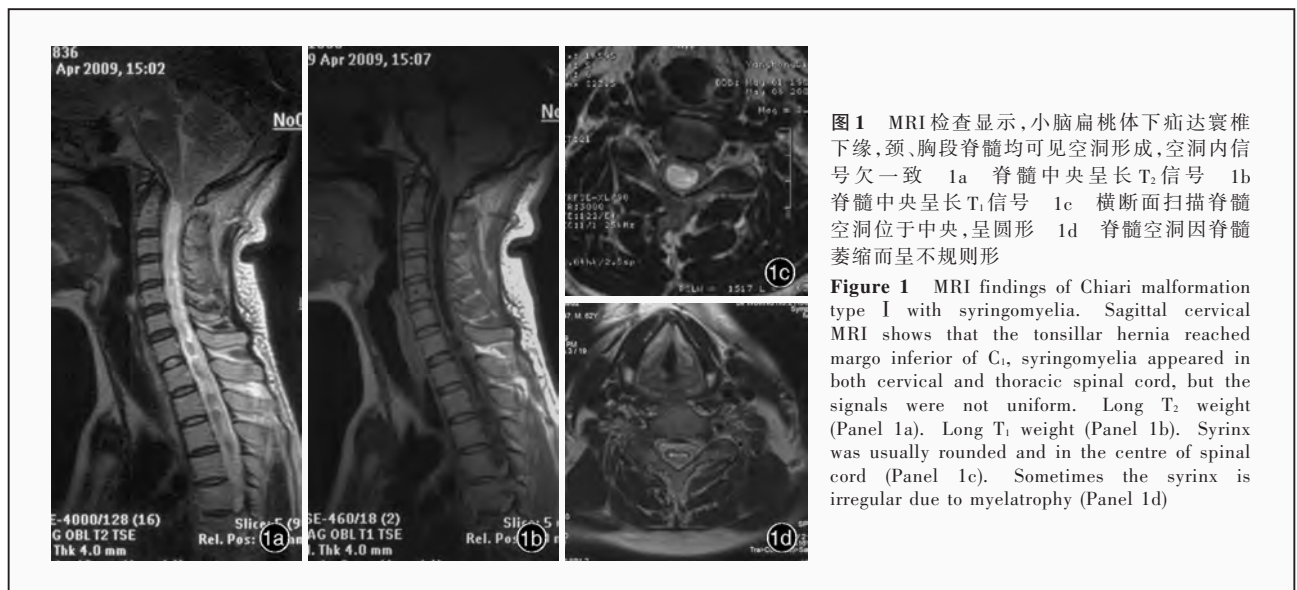 836
Apr 2009, 15:02
No
E-4000/128 (16)
G OBL T2 TSE
Thk 4.0 mm
Rel. Pos:
1a
9 Apr 2009, 15:07
No
SE-460/18 (2)
AG OBL T1 TSE
Thk 4.0 mm
Slice: 5
Rel. Pos:
1b
1c
1d
图1 MRI检查显示,小脑扁桃体下疝达寰椎
下缘,颈、胸段脊髓均可见空洞形成,空洞内信
号欠一致 1a 脊髓中央呈长T₂信号 1b
脊髓中央呈长T₁信号 1c 横断面扫描脊髓
空洞位于中央,呈圆形 1d 脊髓空洞因脊髓
萎缩而呈不规则形
Figure 1 MRI findings of Chiari malformation
type Ⅰ with syringomyelia. Sagittal cervical
MRI shows that the tonsillar hernia reached
margo inferior of C₁, syringomyelia appeared in
both cervical and thoracic spinal cord, but the
signals were not uniform. Long T₂ weight
(Panel 1a). Long T₁ weight (Panel 1b). Syrinx
was usually rounded and in the centre of spinal
cord (Panel 1c). Sometimes the syrinx is
irregular due to myelatrophy (Panel 1d)